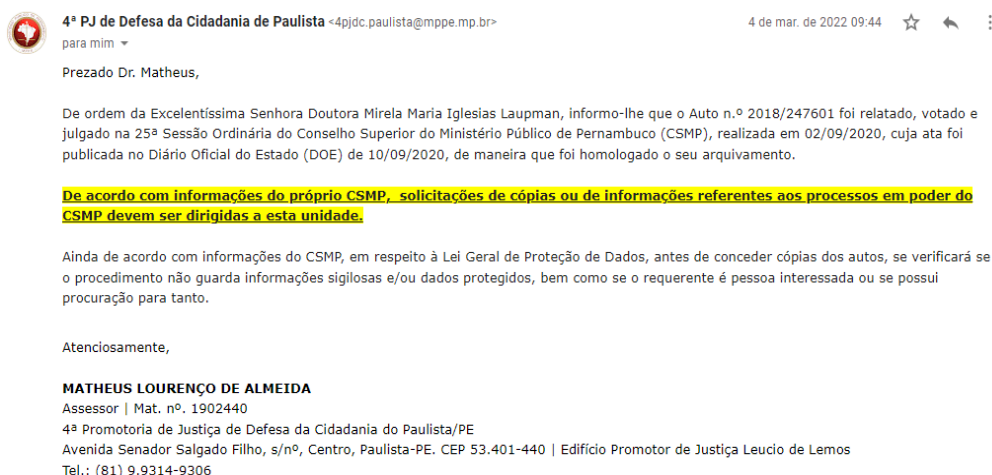 4ª PJ de Defesa da Cidadania de Paulista <4pjdc.paulista@mppe.mp.br>
4 de mar. de 2022 09:44
para mim
Prezado Dr. Matheus,
De ordem da Excelentíssima Senhora Doutora Mirela Maria Iglesias Laupman, informo-lhe que o Auto n.º 2018/247601 foi relatado, votado e
julgado na 25ª Sessão Ordinária do Conselho Superior do Ministério Público de Pernambuco (CSMP), realizada em 02/09/2020, cuja ata foi
publicada no Diário Oficial do Estado (DOE) de 10/09/2020, de maneira que foi homologado o seu arquivamento.
De acordo com informações do próprio CSMP, solicitações de cópias ou de informações referentes aos processos em poder do
CSMP devem ser dirigidas a esta unidade.
Ainda de acordo com informações do CSMP, em respeito à Lei Geral de Proteção de Dados, antes de conceder cópias dos autos, se verificará se
o procedimento não guarda informações sigilosas e/ou dados protegidos, bem como se o requerente é pessoa interessada ou se possui
procuração para tanto.
Atenciosamente,
MATHEUS LOURENÇO DE ALMEIDA
Assessor | Mat. nº. 1902440
4ª Promotoria de Justiça de Defesa da Cidadania do Paulista/PE
Avenida Senador Salgado Filho, s/nº, Centro, Paulista-PE. CEP 53.401-440 | Edifício Promotor de Justiça Leucio de Lemos
Tel.: (81) 9.9314-9306